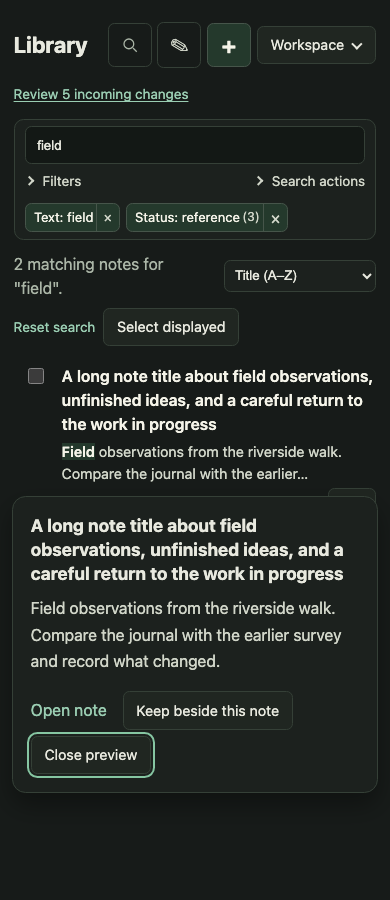 Library
Workspace
Review 5 incoming changes
field
Filters
Search actions
Text: field ×
Status: reference (3) ×
2 matching notes for
"field".
Title (A–Z)
Reset search
Select displayed
A long note title about field observations,
unfinished ideas, and a careful return to
the work in progress
Field observations from the riverside walk.
Compare the journal with the earlier...
A long note title about field
observations, unfinished ideas, and a
careful return to the work in progress
Field observations from the riverside walk.
Compare the journal with the earlier survey
and record what changed.
Open note
Keep beside this note
Close preview